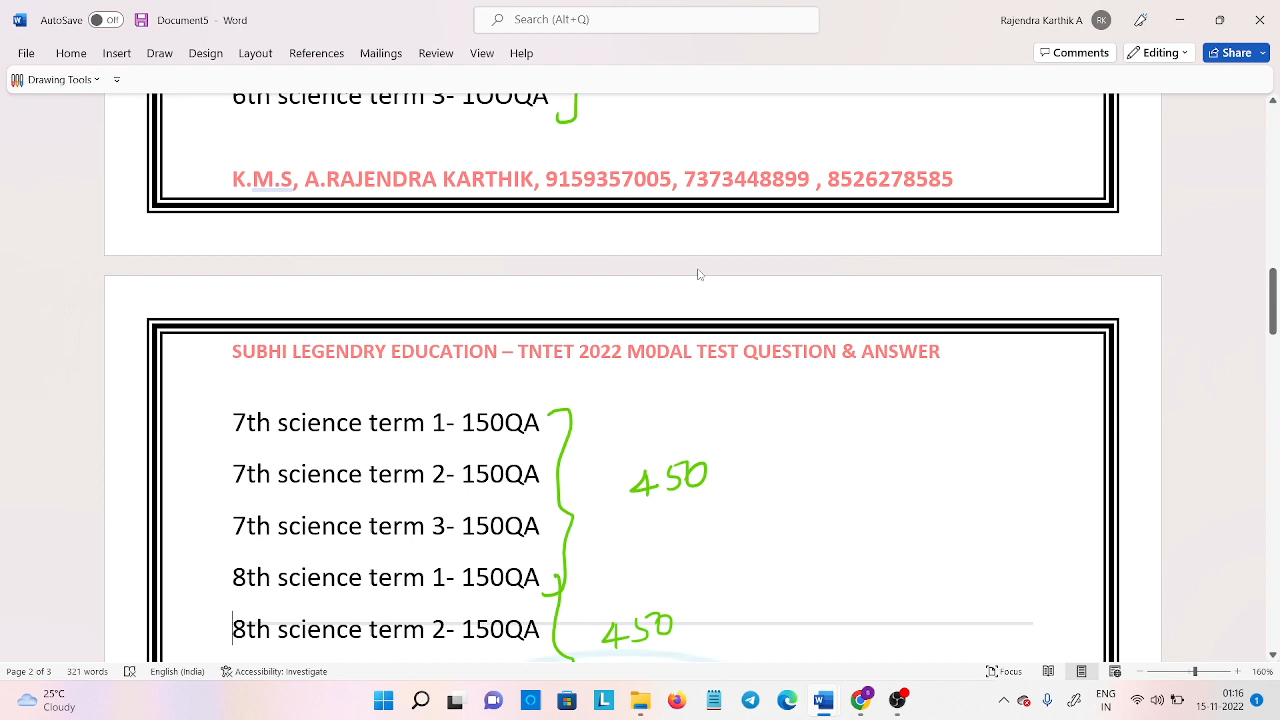 AutoSave Off Document5 - Word Search (Alt+Q) Rajendra Karthik A RK
File Home Insert Draw Design Layout References Mailings Review View Help Comments Editing Share
Drawing Tools
6th science term 3- 1OOQA
K.M.S, A.RAJENDRA KARTHIK, 9159357005, 7373448899 , 8526278585
SUBHI LEGENDRY EDUCATION – TNTET 2022 M0DAL TEST QUESTION & ANSWER
7th science term 1- 150QA
7th science term 2- 150QA 450
7th science term 3- 150QA
8th science term 1- 150QA
8th science term 2- 150QA 450
Page 2 of 3 321 words English (India) Accessibility: Investigate Focus 160%
25°C ENG 01:16
Cloudy IN 15-11-2022